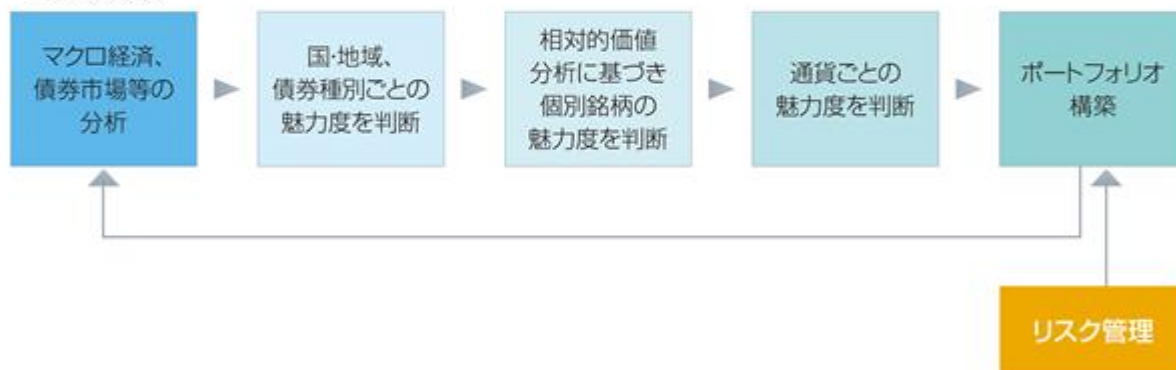 マクロ経済、
債券市場等の
分析
国・地域、
債券種別ごとの
魅力度を判断
相対的価値
分析に基づき
個別銘柄の
魅力度を判断
通貨ごとの
魅力度を判断
ポートフォリオ
構築
リスク管理